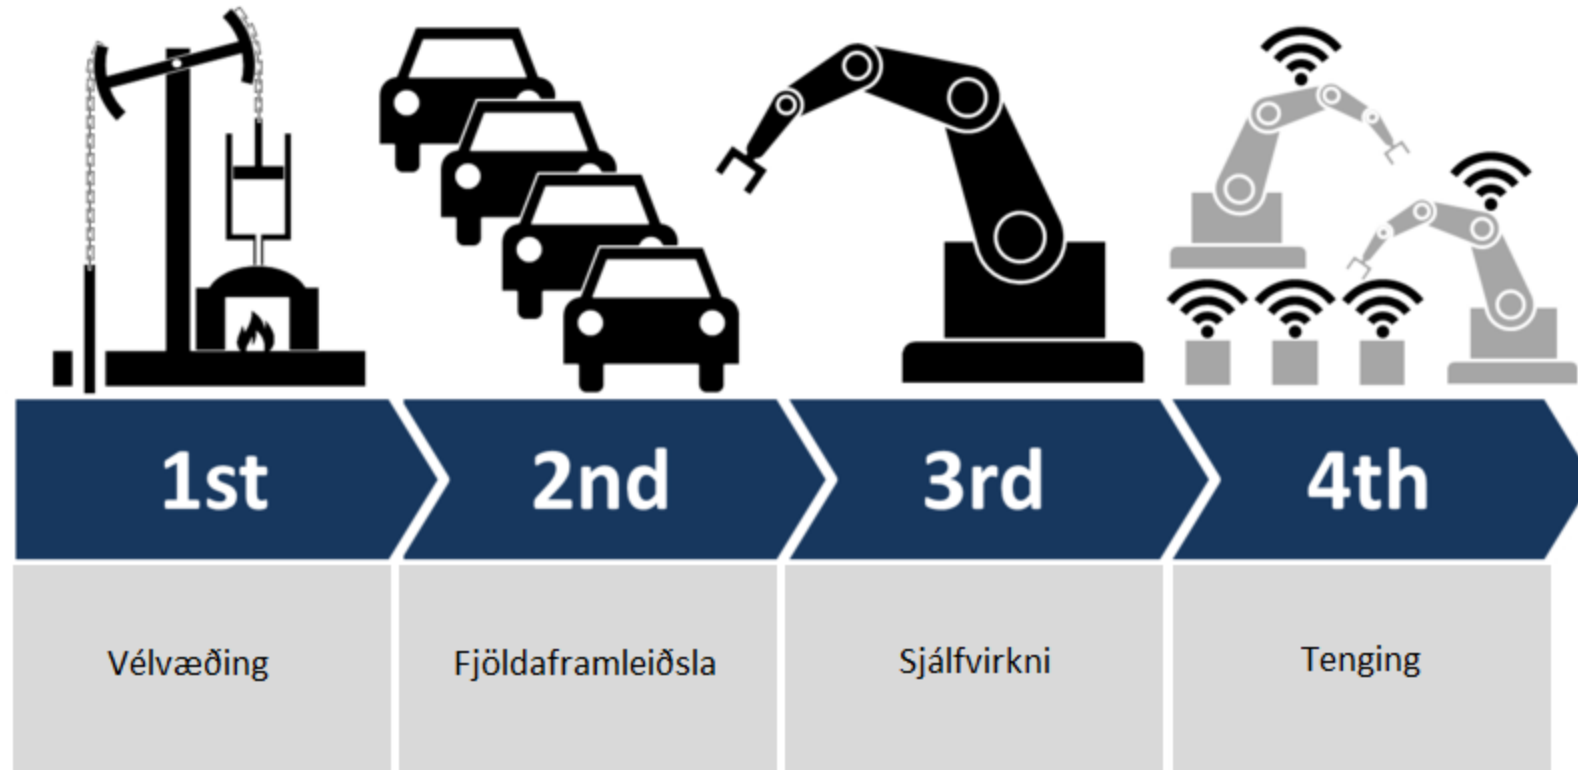 1st
2nd
3rd
4th
Vélvæðing
Fjöldaframleiðsla
Sjálfvirkni
Tenging